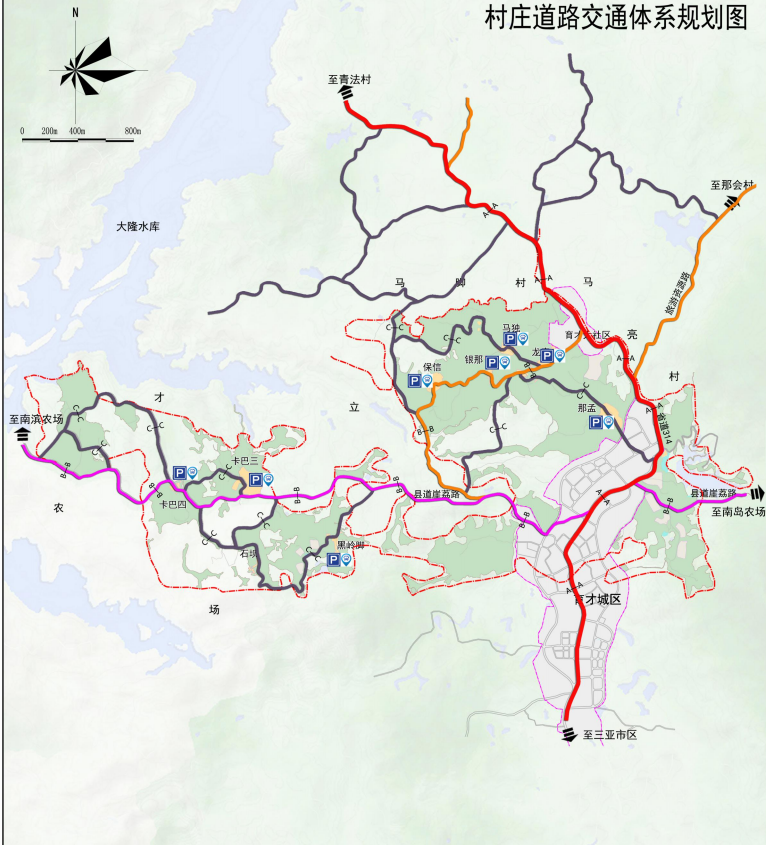 村庄道路交通体系规划图
N
0 200m 400m 800m
至青法村
至那会村
大隆水库
A—A
旅游资源路
马 脚 村
A—A
马
C—C
马独
育才
社区
亮
C—C
P
龙
P
银那
P
保信
P
B—B
A—A
村
C—C
才
立
那孟
P
B—B
C—C
A
省道314
至南滨农场
C—C
C—C
C—C
卡巴三
B—B
P
C—C
P
B—B
B—B
B—B
县道崖荔路
A—A
县道崖荔路
农
卡巴四
B—B
B—B
至南岛农场
C—C
C—C
石坝
黑岭脚
P
C—C
A—A
才城区
场
至三亚市区